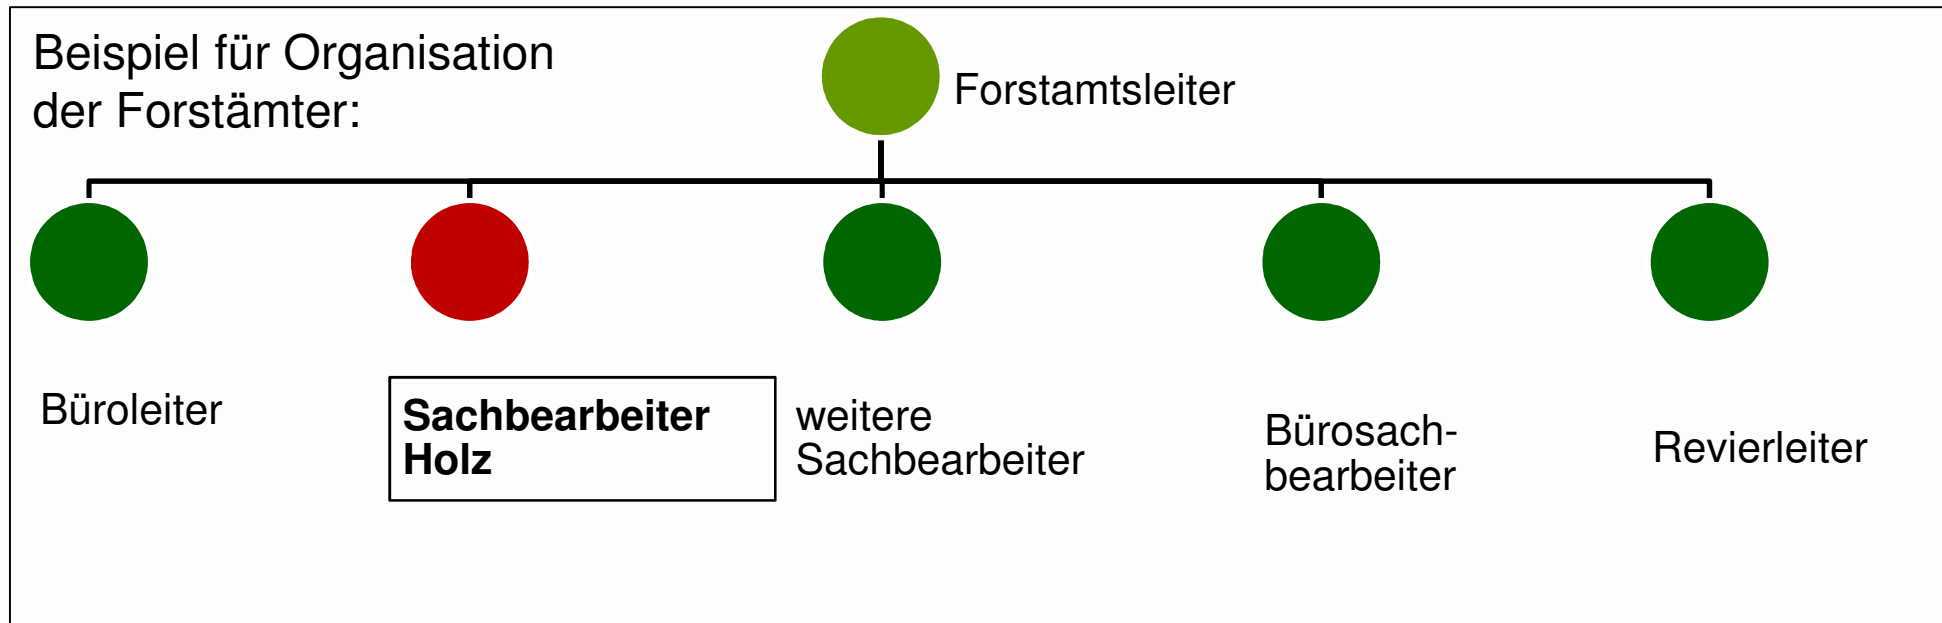 Beispiel für Organisation
der Forstämter:
Forstamtsleiter
Büroleiter
Sachbearbeiter
Holz
weitere
Sachbearbeiter
Bürosach-
bearbeiter
Revierleiter